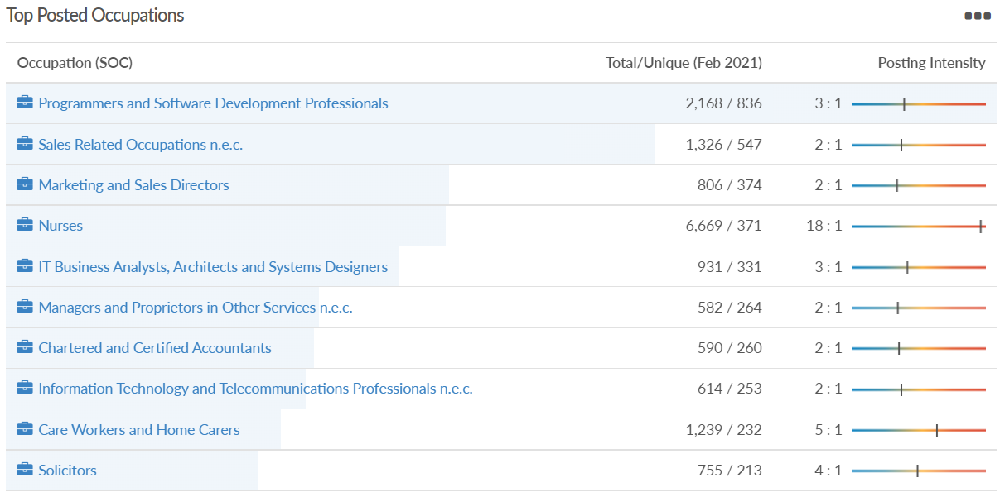 Top Posted Occupations
Occupation (SOC) Total/Unique (Feb 2021) Posting Intensity
Programmers and Software Development Professionals 2,168 / 836 3 : 1
Sales Related Occupations n.e.c. 1,326 / 547 2 : 1
Marketing and Sales Directors 806 / 374 2 : 1
Nurses 6,669 / 371 18 : 1
IT Business Analysts, Architects and Systems Designers 931 / 331 3 : 1
Managers and Proprietors in Other Services n.e.c. 582 / 264 2 : 1
Chartered and Certified Accountants 590 / 260 2 : 1
Information Technology and Telecommunications Professionals n.e.c. 614 / 253 2 : 1
Care Workers and Home Carers 1,239 / 232 5 : 1
Solicitors 755 / 213 4 : 1